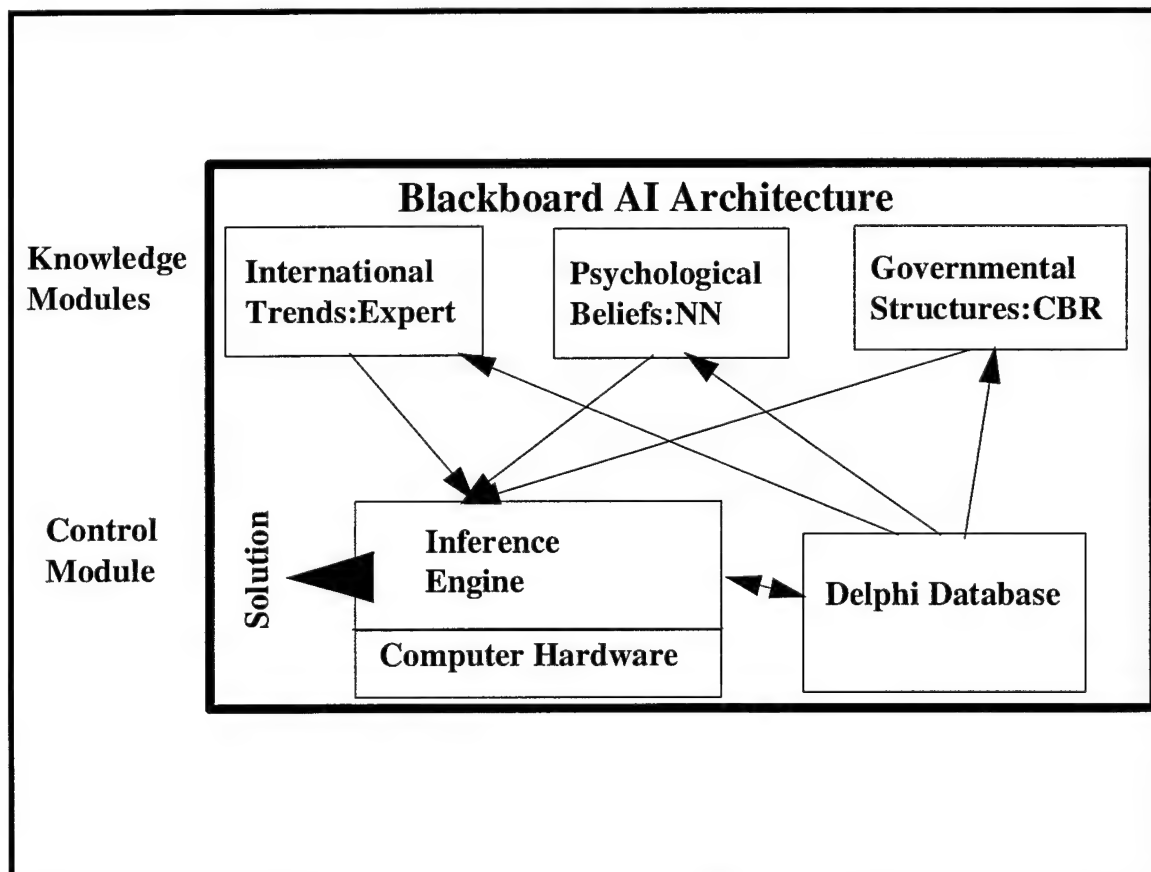 Blackboard AI Architecture
Knowledge
Modules
International
Trends:Expert
Psychological
Beliefs:NN
Governmental
Structures:CBR
Control
Module
Solution
Inference
Engine
Computer Hardware
Delphi Database